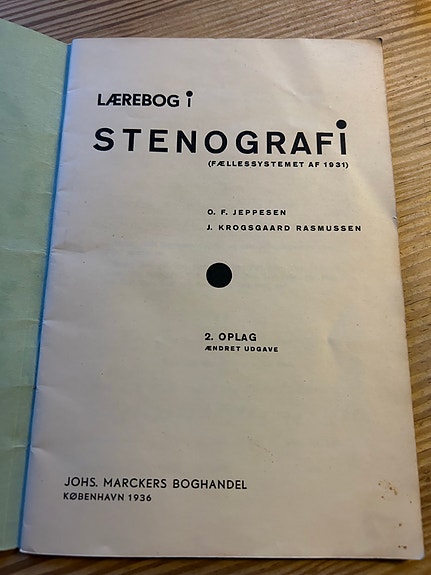 LÆREBOG i
STENOGRAFi
(FÆLLESSYSTEMET AF 1931)
O. F. JEPPESEN
J. KROGSGAARD RASMUSSEN
2. OPLAG
ÆNDRET UDGAVE
JOHS. MARCKERS BOGHANDEL
KØBENHAVN 1936